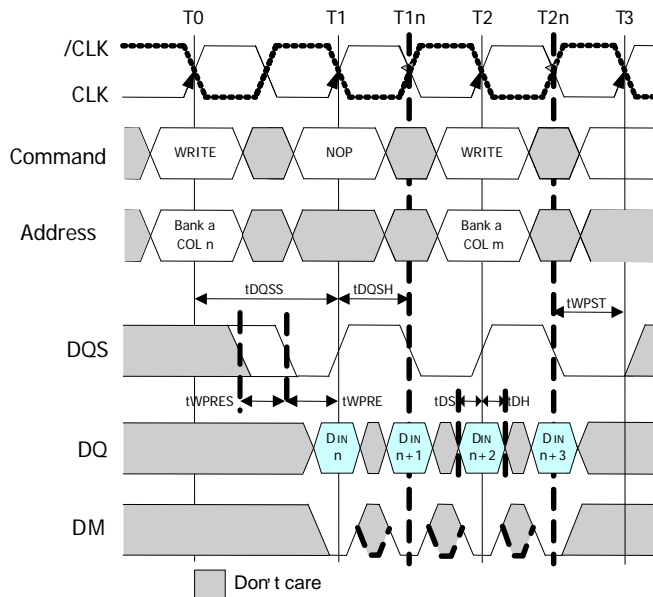 T0 T1 T1n T2 T2n T3
/CLK
CLK
Command WRITE NOP WRITE
Address Bank a COL n Bank a COL m
tDQSS tDQSH tWPST
DQS
tWPRES tWPRE tDS tDH
DQ DIN n DIN n+1 DIN n+2 DIN n+3
DM
Don't care